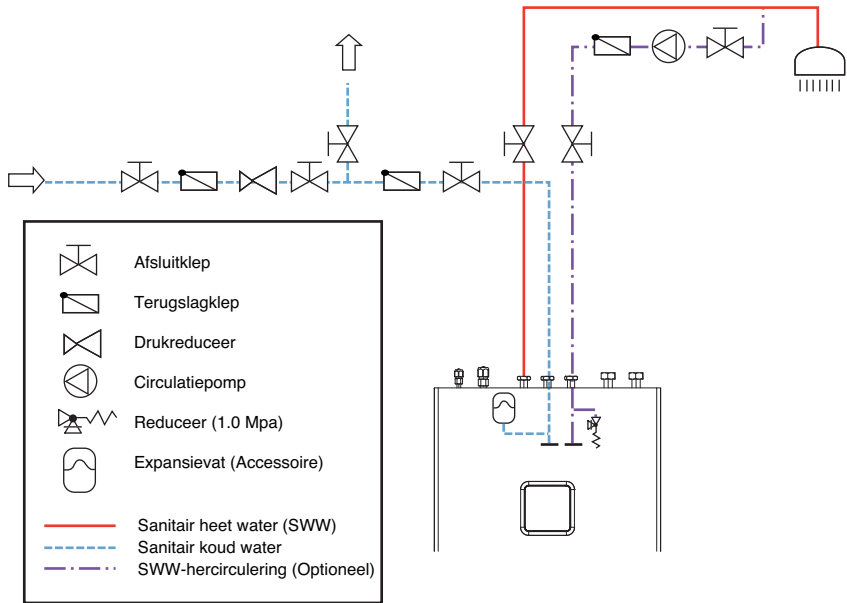 Afsluitklep
Terugslagklep
Drukreduceer
Circulatiepomp
Reduceer (1.0 Mpa)
Expansievat (Accessoire)
Sanitair heet water (SWW)
Sanitair koud water
SWW-hercirculering (Optioneel)